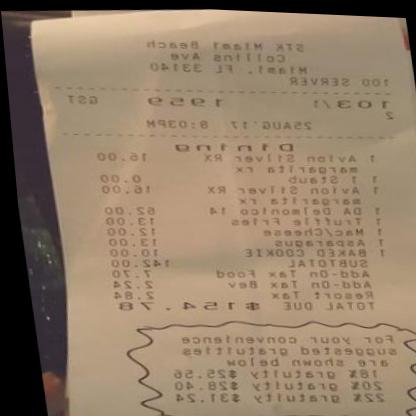 STK Miami Beach
Collins Ave
Miami, FL 33140
100 SERVER
103/1 1959 GST
2
25AUG'17 8:03PM
Dining
1 Avion Silver RX 16.00
margarita rx
1 1 Staub 0.00
1 Avion Silver RX 16.00
margarita rx
1 DA Delmonico 14 62.00
1 Truffle Fries 13.00
1 Mac/Cheese 12.00
1 Asparagus 13.00
1 BAKED COOKIE 10.00
SUBTOTAL 142.00
Add-On Tax Food 7.70
Add-On Tax Bev 2.24
Resort Tax 2.84
TOTAL DUE $154.78
For your convenience
suggested gratuities
are shown below
18% gratuity $25.56
20% gratuity $28.40
22% gratuity $31.24